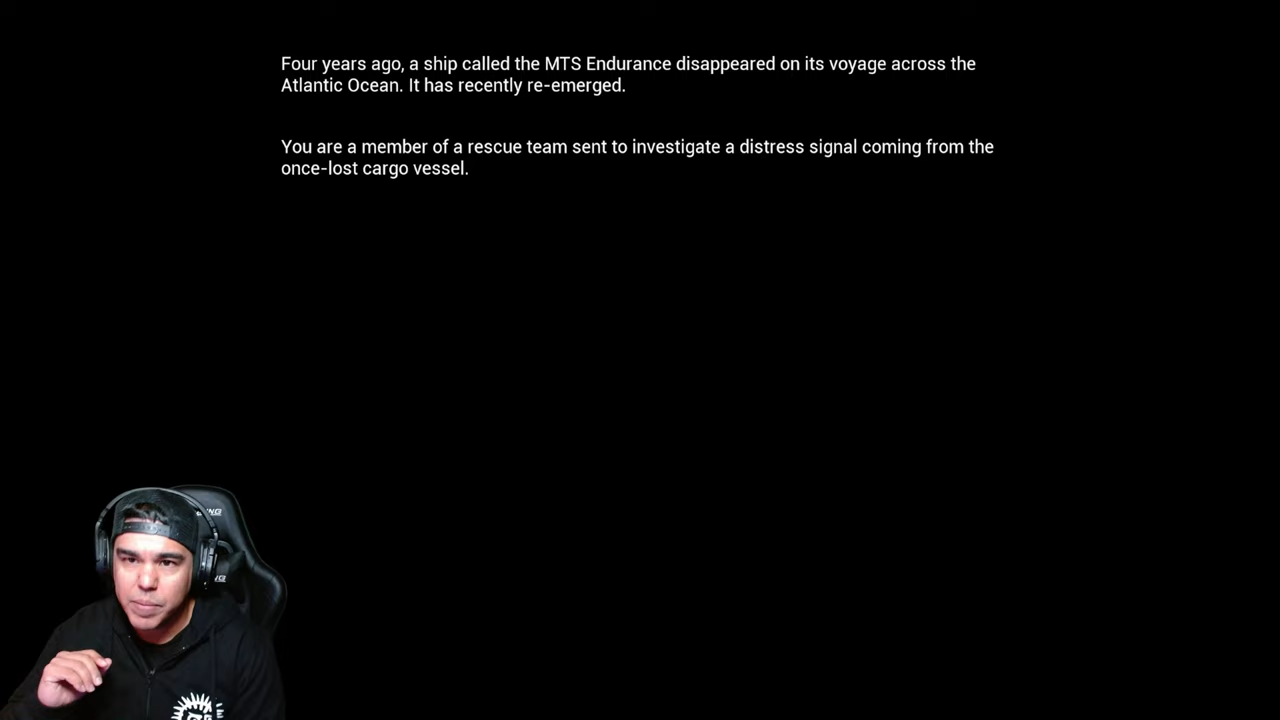 Four years ago, a ship called the MTS Endurance disappeared on its voyage across the
Atlantic Ocean. It has recently re-emerged.
You are a member of a rescue team sent to investigate a distress signal coming from the
once-lost cargo vessel.